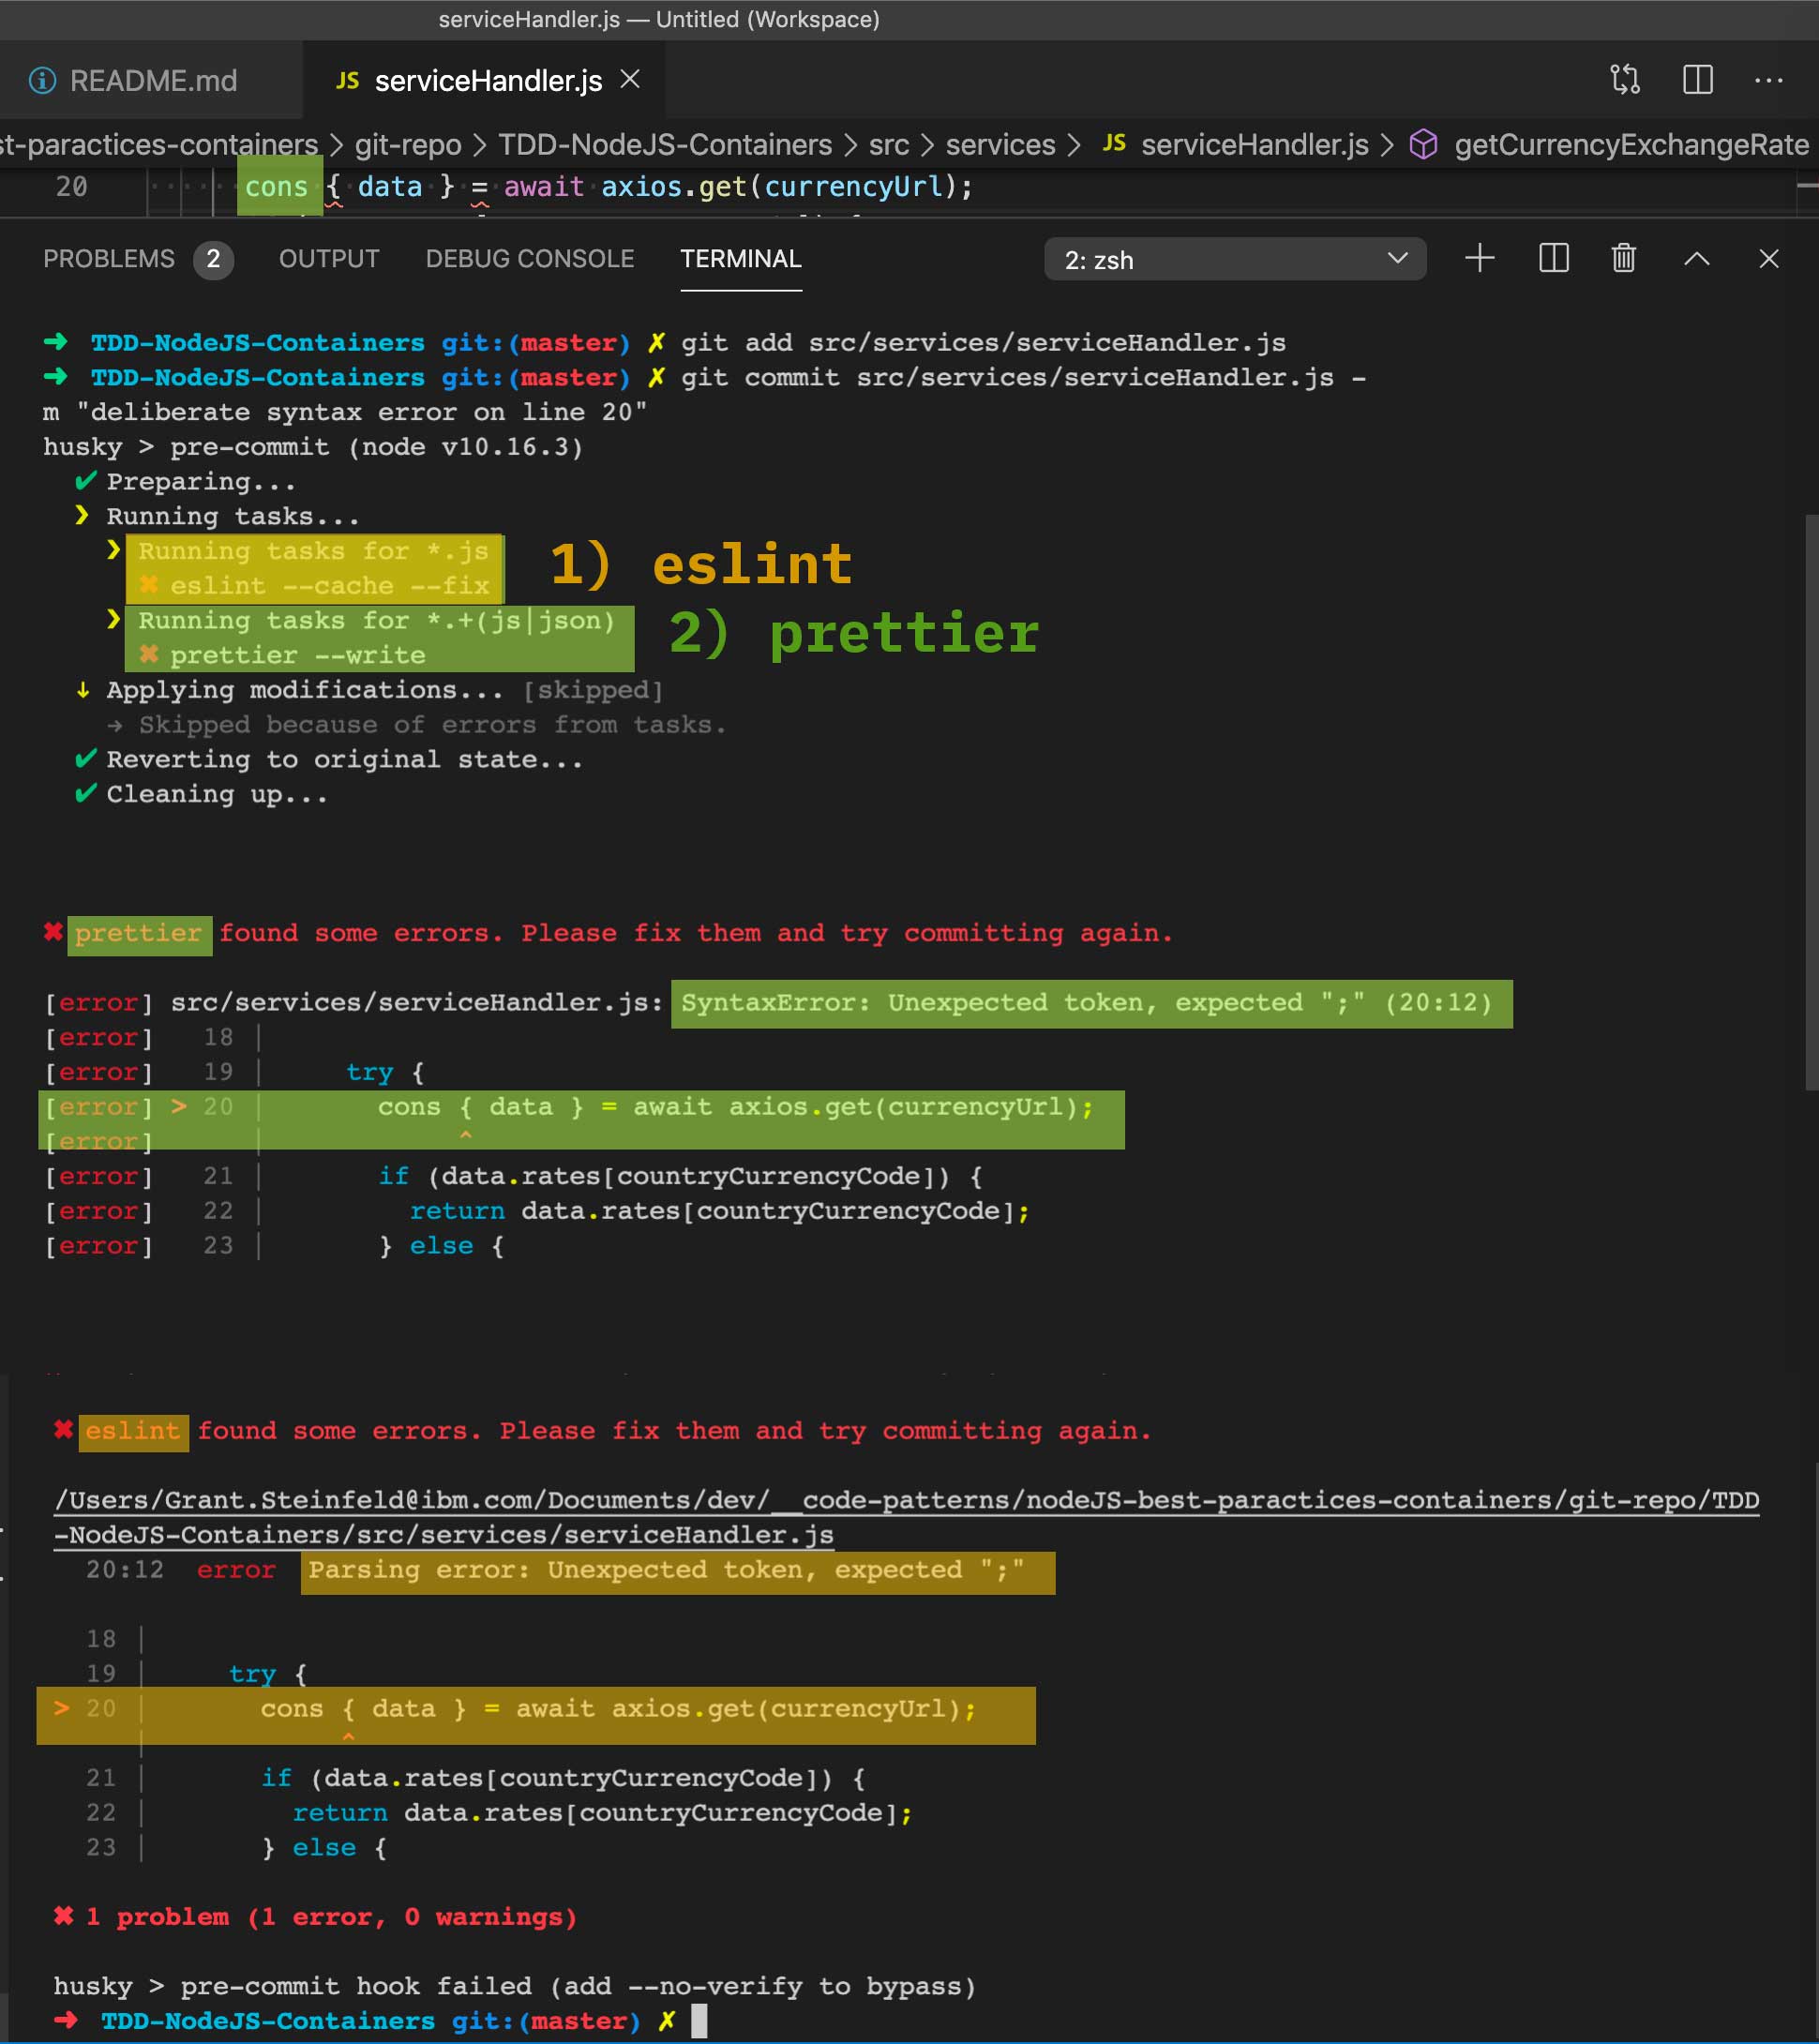 serviceHandler.js — Untitled (Workspace)
README.md
JS serviceHandler.js
st-paractices-containers > git-repo > TDD-NodeJS-Containers > src > services > JS serviceHandler.js > getCurrencyExchangeRate
20 cons { data } = await axios.get(currencyUrl);
PROBLEMS 2 OUTPUT DEBUG CONSOLE TERMINAL 2: zsh
➜ TDD-NodeJS-Containers git:(master) ✗ git add src/services/serviceHandler.js
➜ TDD-NodeJS-Containers git:(master) ✗ git commit src/services/serviceHandler.js -
m "deliberate syntax error on line 20"
husky > pre-commit (node v10.16.3)
✔ Preparing...
❯ Running tasks...
❯ Running tasks for *.js
✖ eslint --cache --fix
1) eslint
❯ Running tasks for *.+(js|json)
✖ prettier --write
2) prettier
↓ Applying modifications... [skipped]
→ Skipped because of errors from tasks.
✔ Reverting to original state...
✔ Cleaning up...
✖ prettier found some errors. Please fix them and try committing again.
[error] src/services/serviceHandler.js: SyntaxError: Unexpected token, expected ";" (20:12)
[error] 18 |
[error] 19 | try {
[error] > 20 | cons { data } = await axios.get(currencyUrl);
[error] | ^
[error] 21 | if (data.rates[countryCurrencyCode]) {
[error] 22 | return data.rates[countryCurrencyCode];
[error] 23 | } else {
✖ eslint found some errors. Please fix them and try committing again.
/Users/Grant.Steinfeld@ibm.com/Documents/dev/__code-patterns/nodeJS-best-paractices-containers/git-repo/TDD
-NodeJS-Containers/src/services/serviceHandler.js
20:12 error Parsing error: Unexpected token, expected ";"
18 |
19 | try {
> 20 | cons { data } = await axios.get(currencyUrl);
| ^
21 | if (data.rates[countryCurrencyCode]) {
22 | return data.rates[countryCurrencyCode];
23 | } else {
✖ 1 problem (1 error, 0 warnings)
husky > pre-commit hook failed (add --no-verify to bypass)
➜ TDD-NodeJS-Containers git:(master) ✗